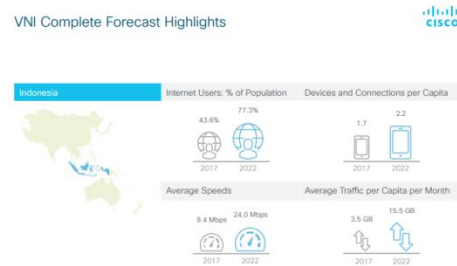 VNI Complete Forecast Highlights
CISCO
Indonesia
Internet Users: % of Population
43.6%
77.3%
2017
2022
Devices and Connections per Capita
1.7
2.2
2017
2022
Average Speeds
9.4 Mbps
24.0 Mbps
2017
2022
Average Traffic per Capita per Month
3.5 GB
15.5 GB
2017
2022